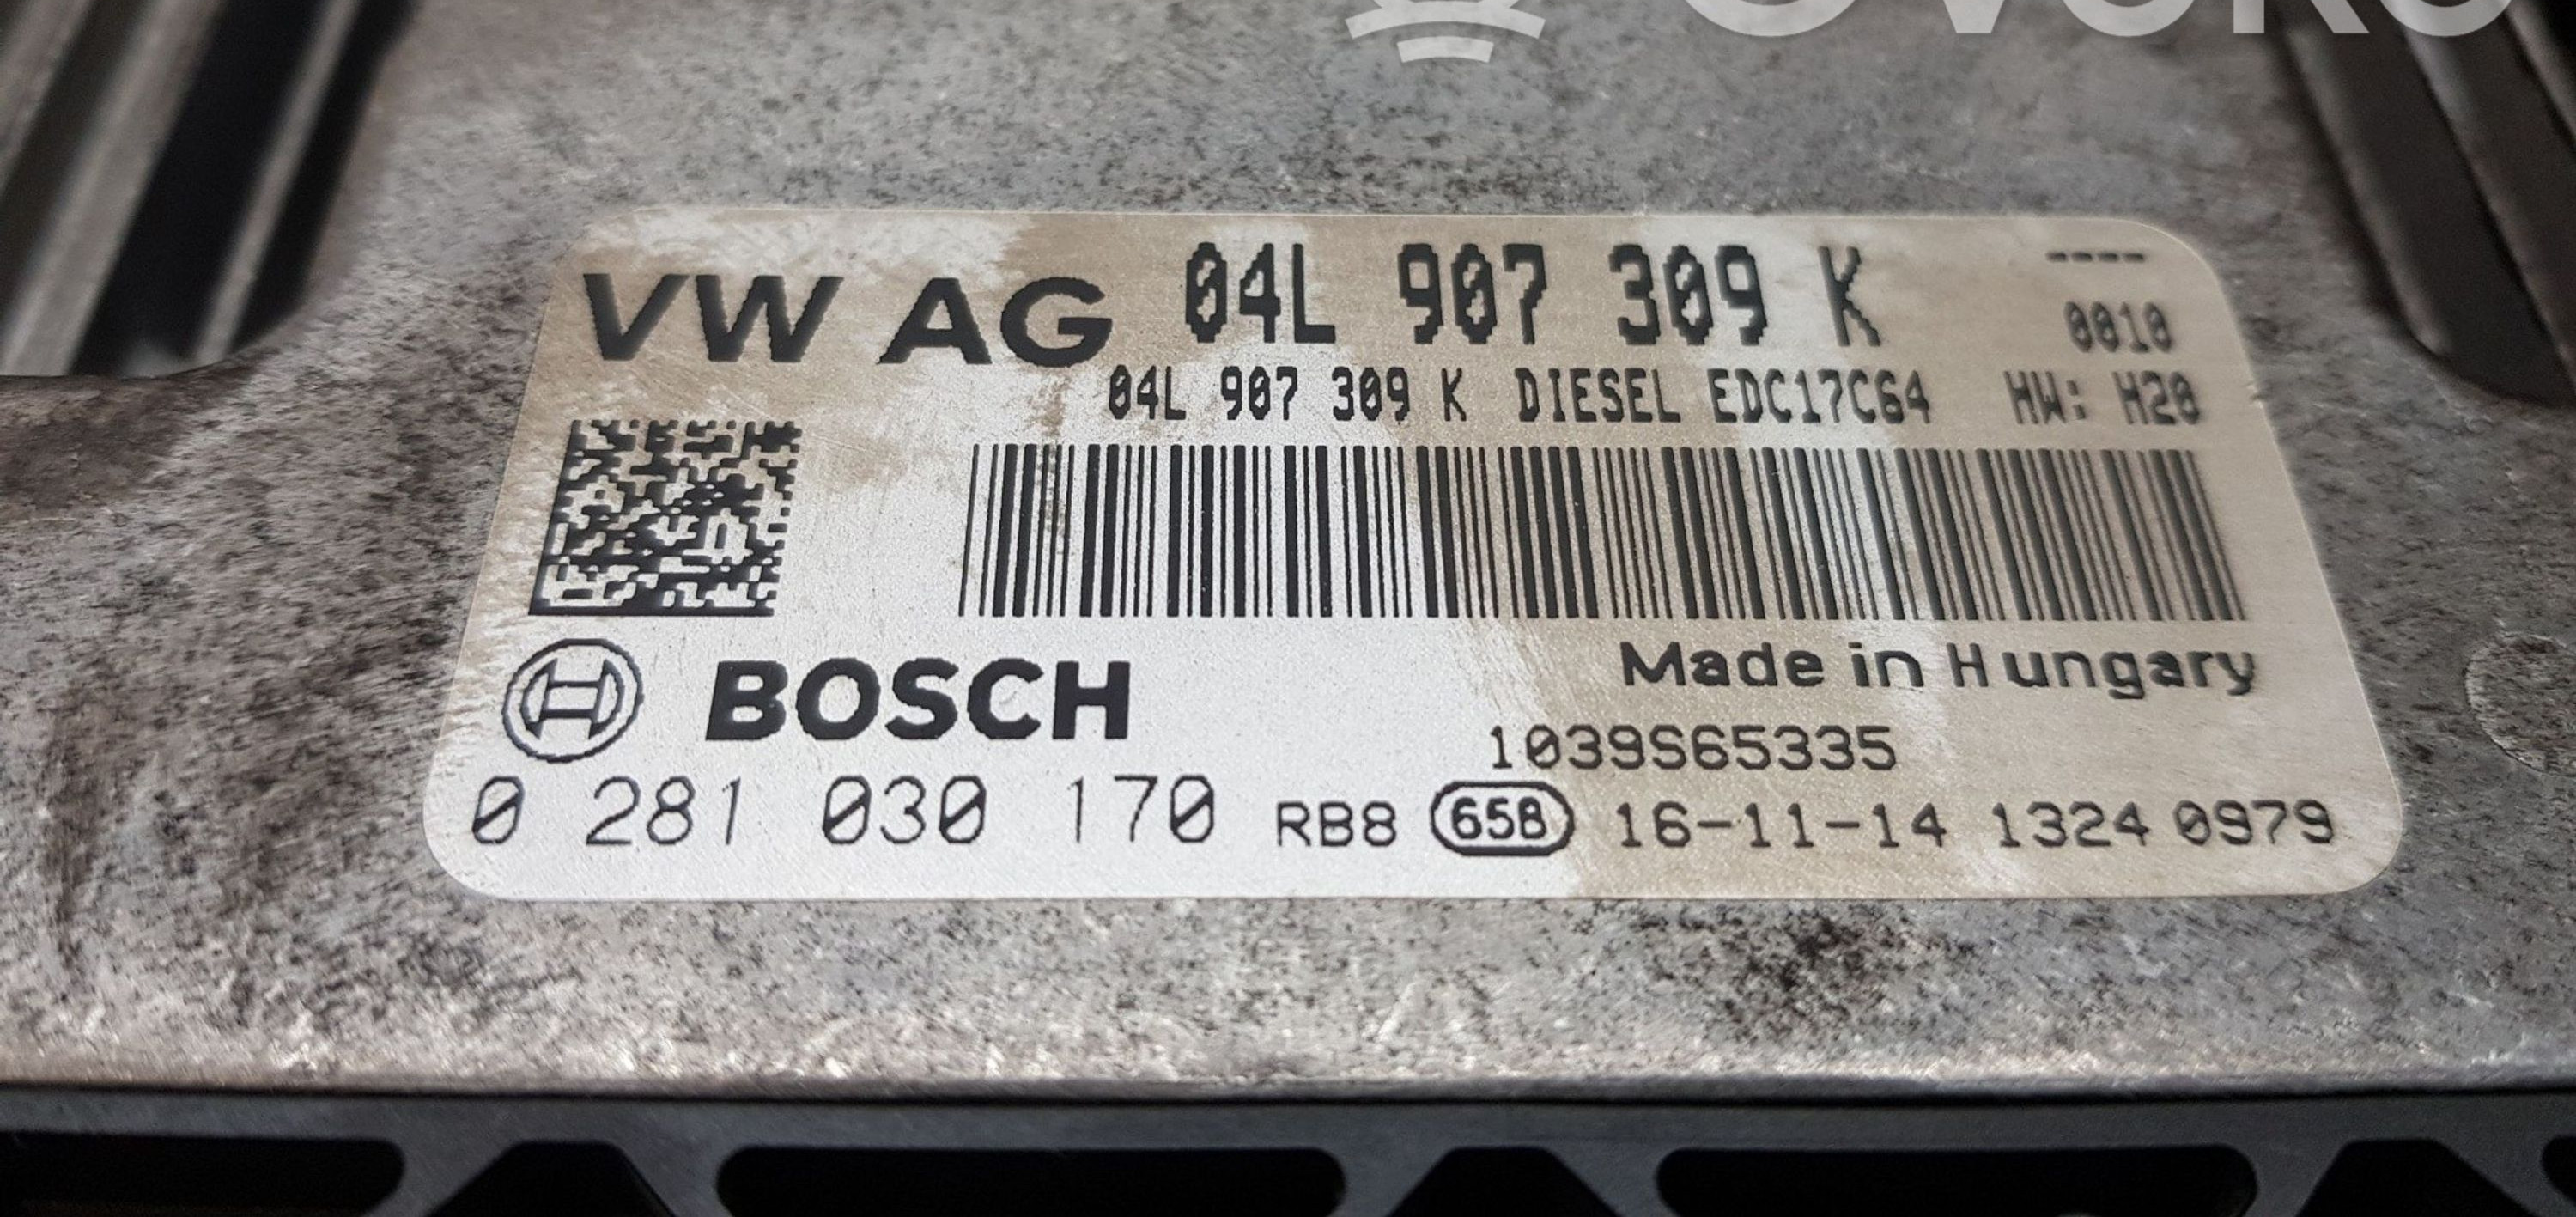 VW AG 04L 907 309 K ----
0010
04L 907 309 K DIESEL EDC17C64 HW: H20
BOSCH
Made in Hungary
1039S65335
0 281 030 170 RB8 65B 16-11-14 1324 0979